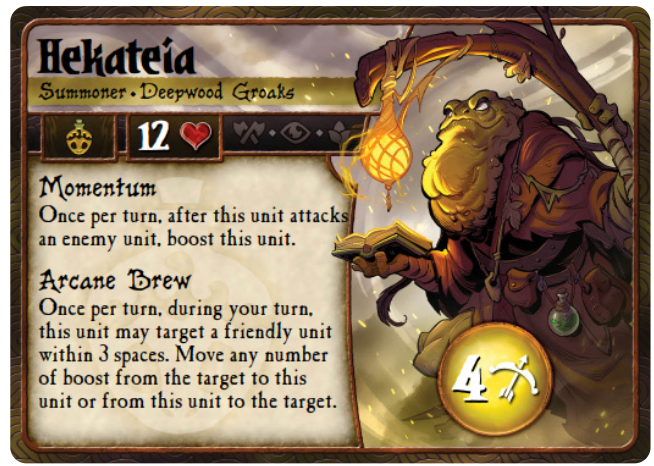 Hekateia
Summoner • Deepwood Groaks
12
Momentum
Once per turn, after this unit attacks
an enemy unit, boost this unit.
Arcane Brew
Once per turn, during your turn,
this unit may target a friendly unit
within 3 spaces. Move any number
of boost from the target to this
unit or from this unit to the target.
4